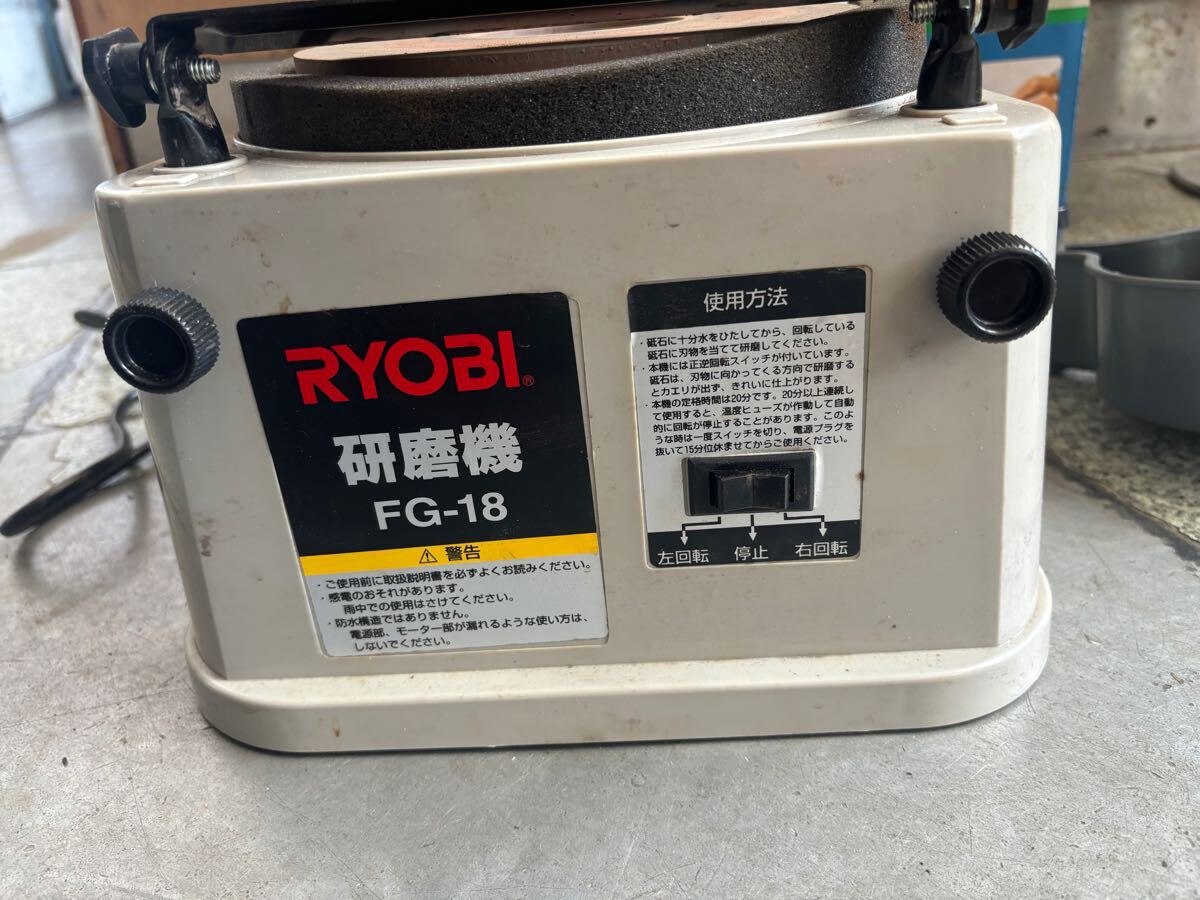 RYOBI®
研磨機
FG-18
⚠ 警告
・ご使用前に取扱説明書を必ずよくお読みください。
・感電のおそれがあります。
雨中での使用はさけてください。
・防水構造ではありません。
電源部、モーター部が漏れるような使い方は、
しないでください。
使用方法
・砥石に十分水をひたしてから、回転している
砥石に刃物を当てて研磨してください。
・本機には正逆回転スイッチが付いています。
砥石は、刃物に向かってくる方向で研磨する
とカエリが出ず、きれいに仕上がります。
・本機の定格時間は20分です。20分以上連続し
て使用すると、温度ヒューズが作動して自動
的に回転が停止することがあります。このよ
うな時は一度スイッチを切り、電源プラグを
抜いて15分位休ませてからご使用ください。
左回転 停止 右回転